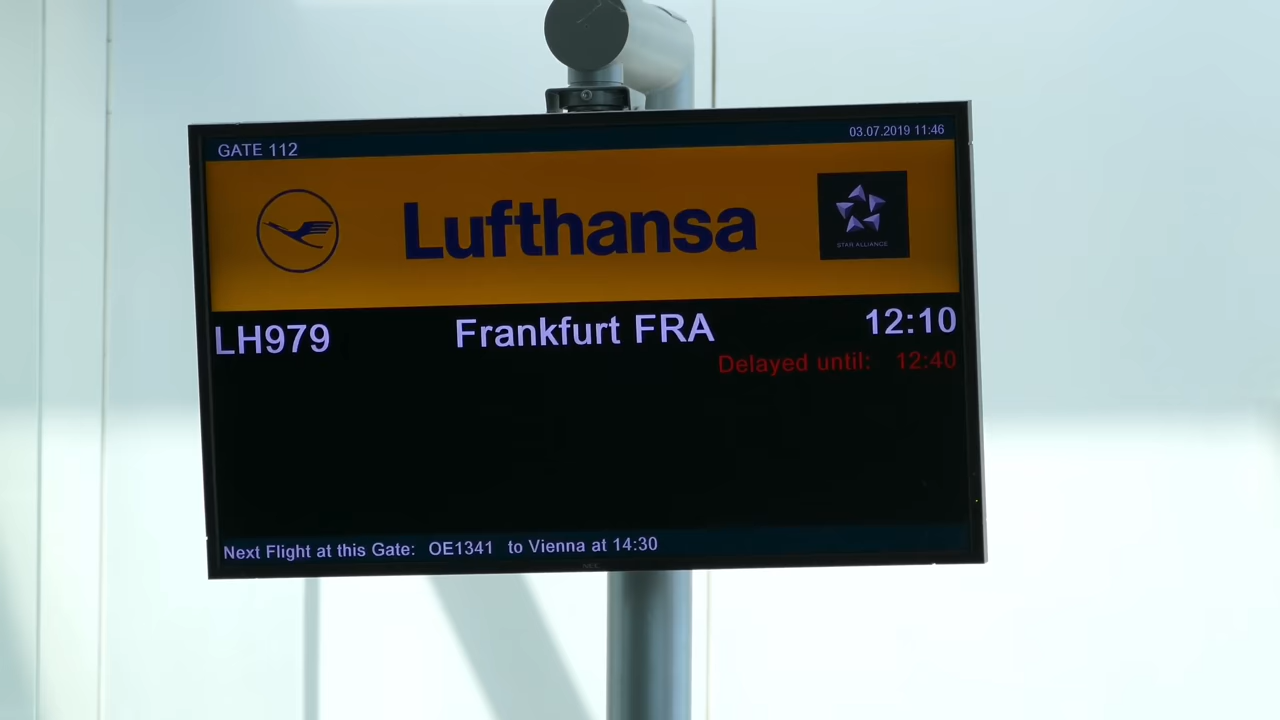 GATE 112
03.07.2019 11:46
Lufthansa
STAR ALLIANCE
LH979 Frankfurt FRA 12:10
Delayed until: 12:40
Next Flight at this Gate: OE1341 to Vienna at 14:30
NEC